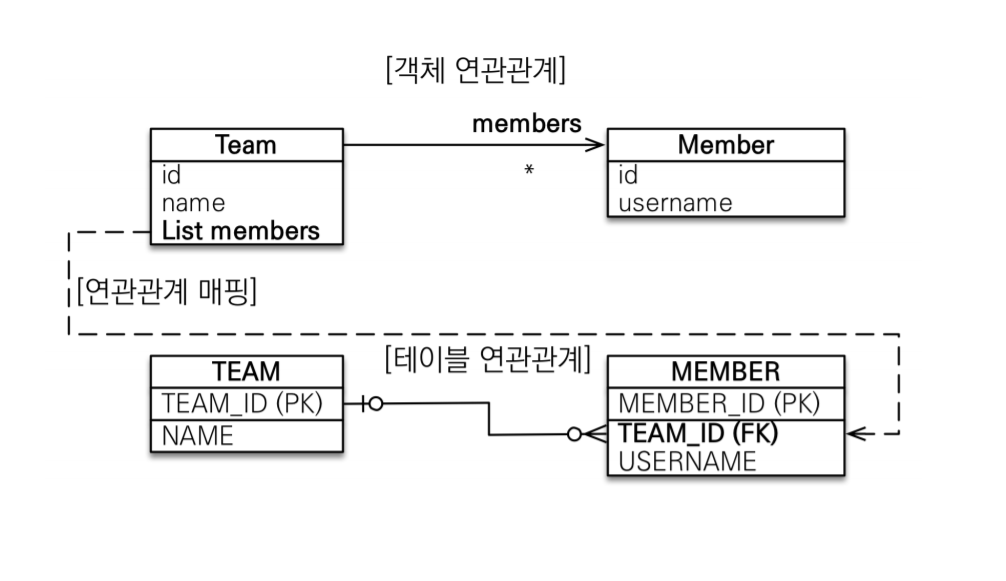 [객체 연관관계]
members
Team
Member
*
id
name
List members
id
username
[연관관계 매핑]
[테이블 연관관계]
TEAM
TEAM_ID (PK)
NAME
MEMBER
MEMBER_ID (PK)
TEAM_ID (FK)
USERNAME